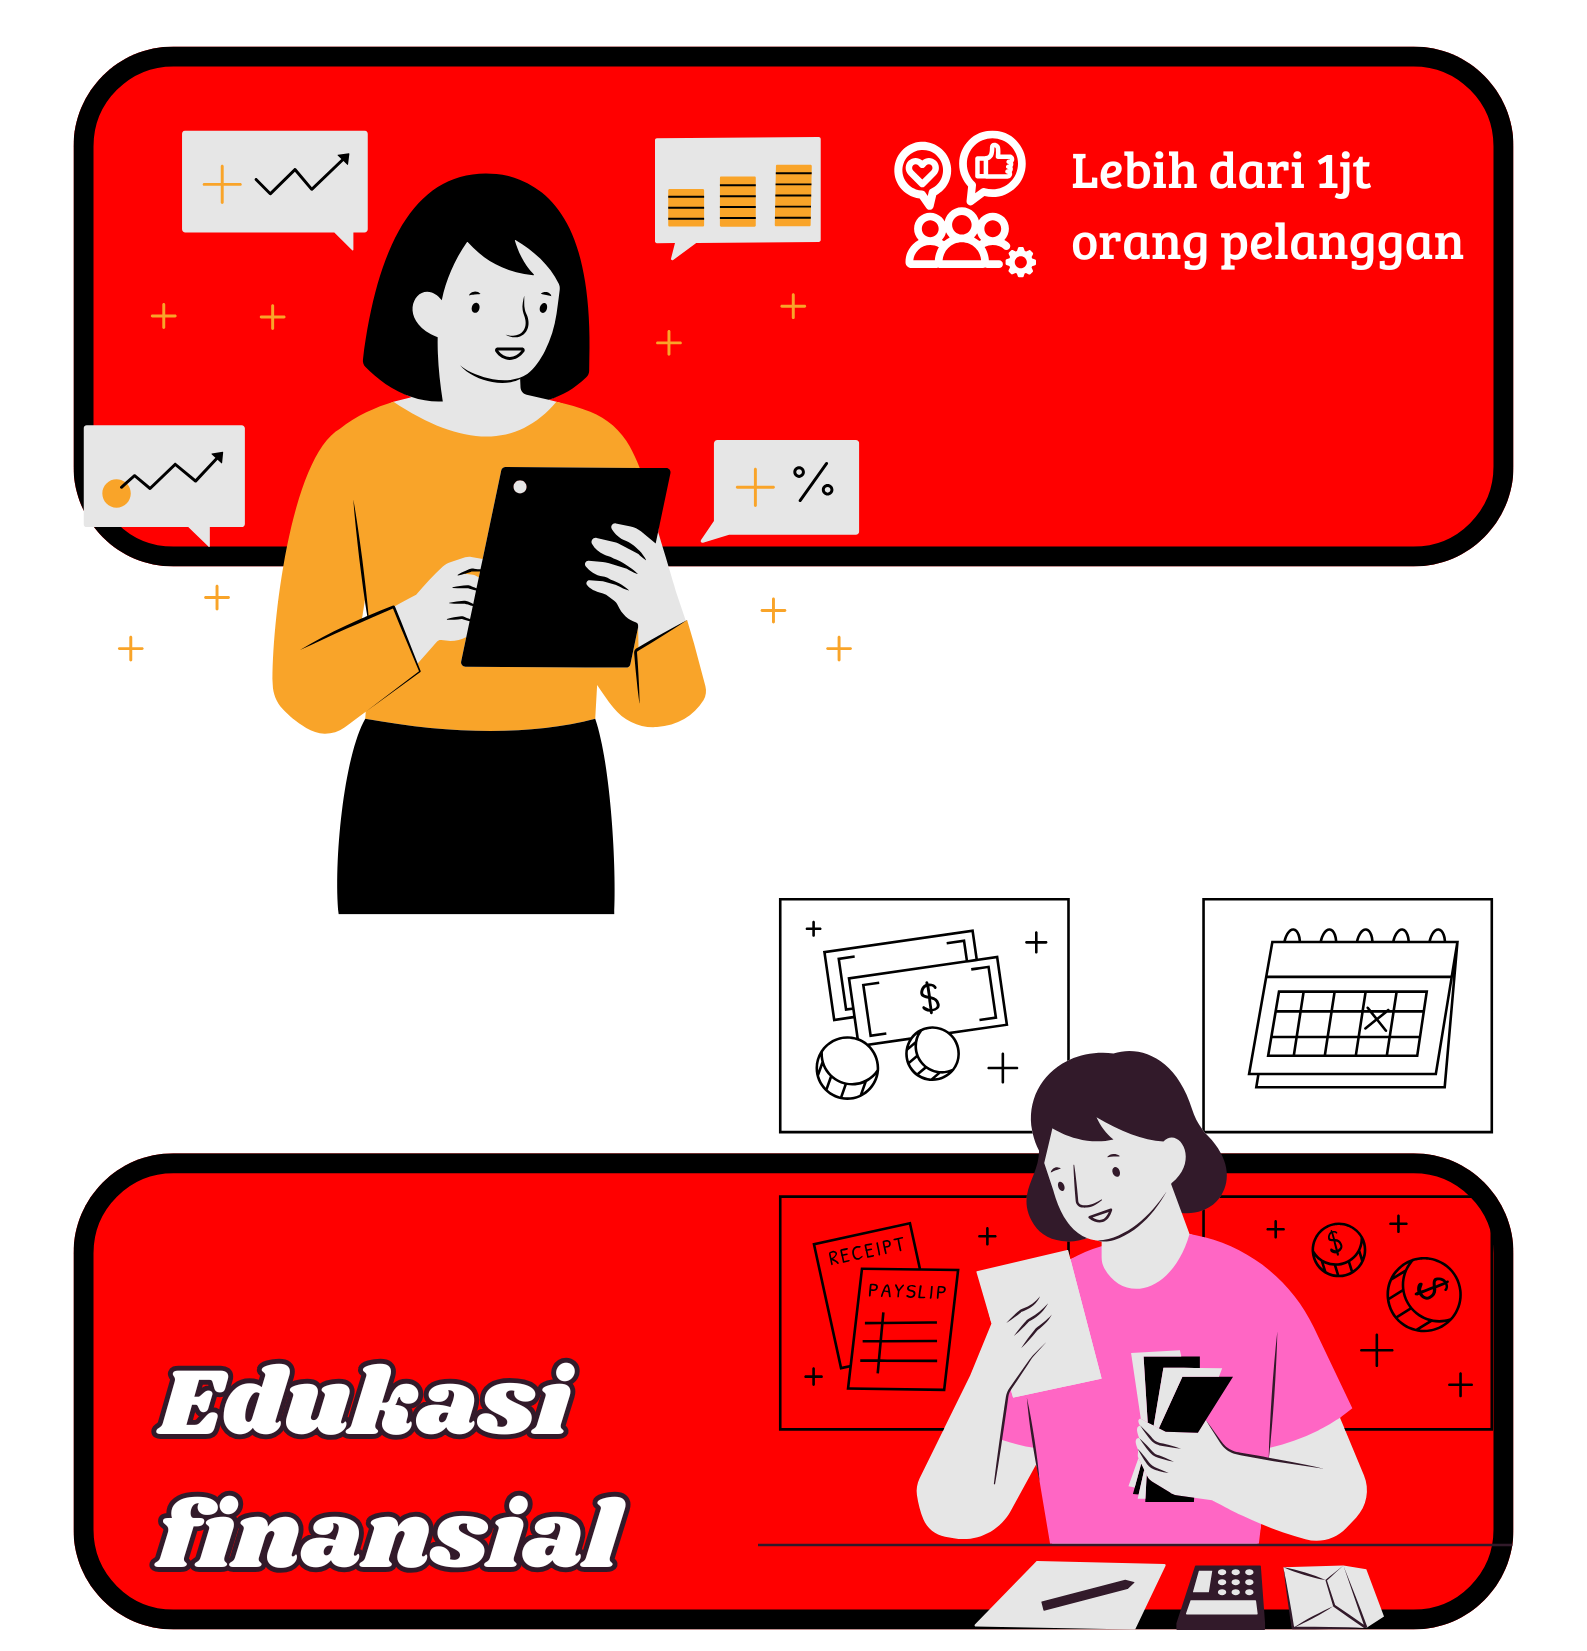 Lebih dari 1jt
orang pelanggan
%
$
RECEIPT
PAYSLIP
$
$
Edukasi
finansial